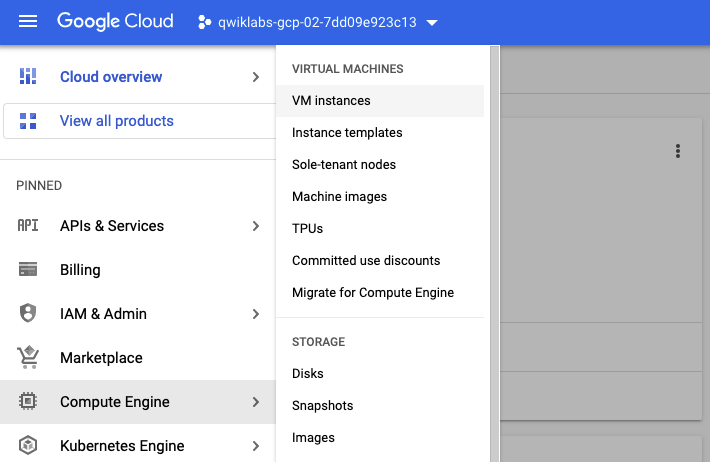 Google Cloud
qwiklabs-gcp-02-7dd09e923c13
Cloud overview
View all products
PINNED
API
APIs & Services
Billing
IAM & Admin
Marketplace
Compute Engine
Kubernetes Engine
VIRTUAL MACHINES
VM instances
Instance templates
Sole-tenant nodes
Machine images
TPUs
Committed use discounts
Migrate for Compute Engine
STORAGE
Disks
Snapshots
Images